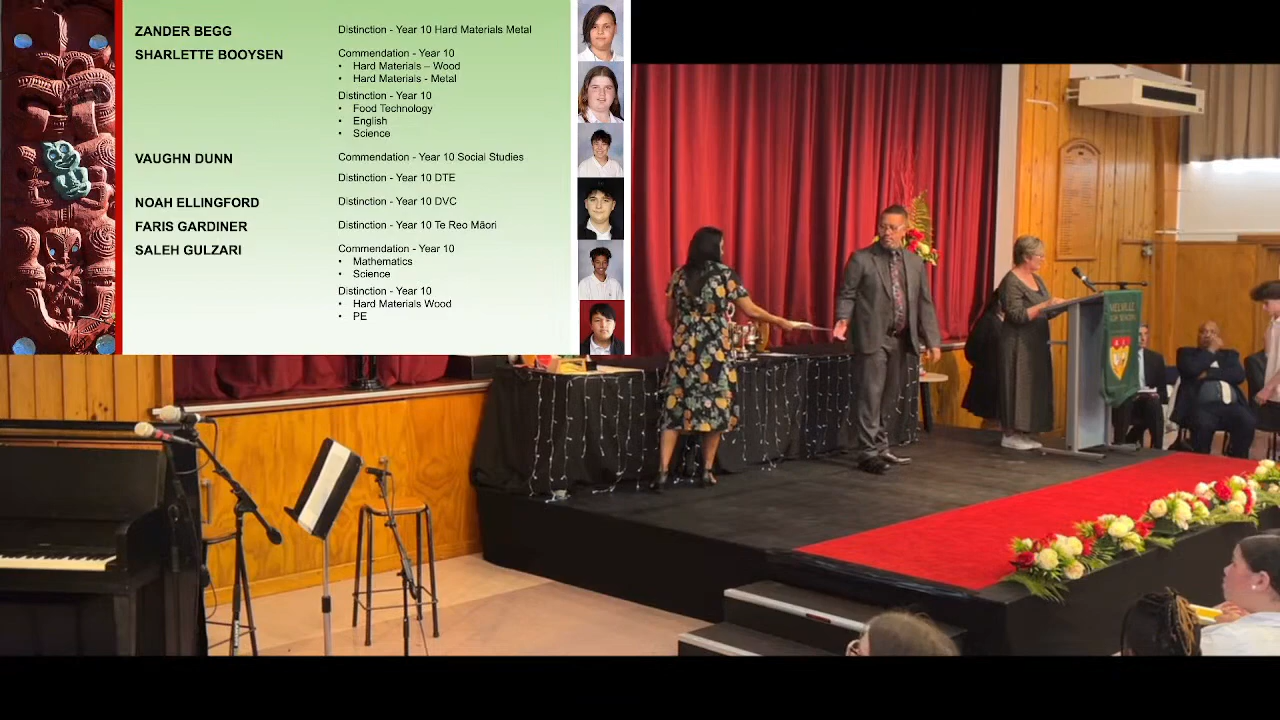 ZANDER BEGG
Distinction - Year 10 Hard Materials Metal
SHARLETTE BOOYSEN
Commendation - Year 10
• Hard Materials – Wood
• Hard Materials - Metal
Distinction - Year 10
• Food Technology
• English
• Science
VAUGHN DUNN
Commendation - Year 10 Social Studies
Distinction - Year 10 DTE
NOAH ELLINGFORD
Distinction - Year 10 DVC
FARIS GARDINER
Distinction - Year 10 Te Reo Māori
SALEH GULZARI
Commendation - Year 10
• Mathematics
• Science
Distinction - Year 10
• Hard Materials Wood
• PE
MELVILLE
HIGH SCHOOL